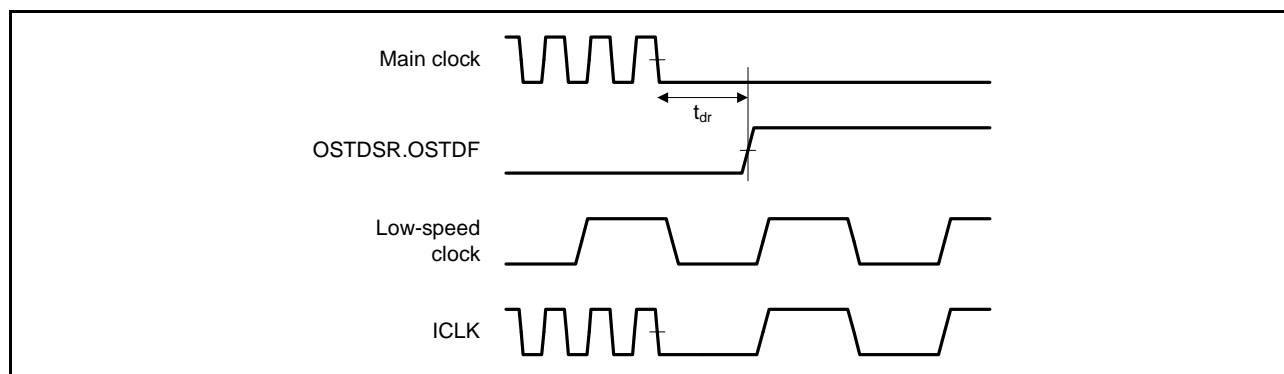 Main clock
tdr
OSTDSR.OSTDF
Low-speed
clock
ICLK